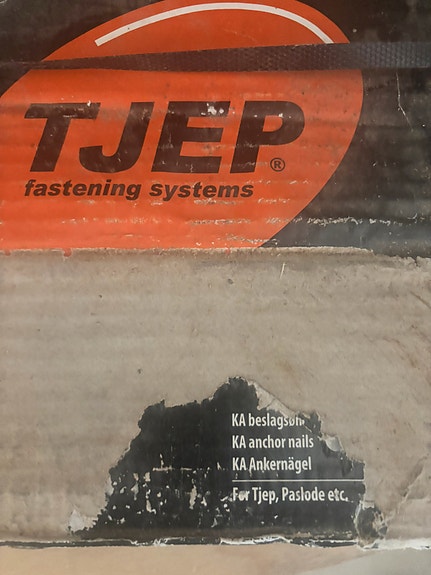 TJEP®
fastening systems
KA
KA anchor nails
KA Ankernägel
For Tjep, Paslode etc.